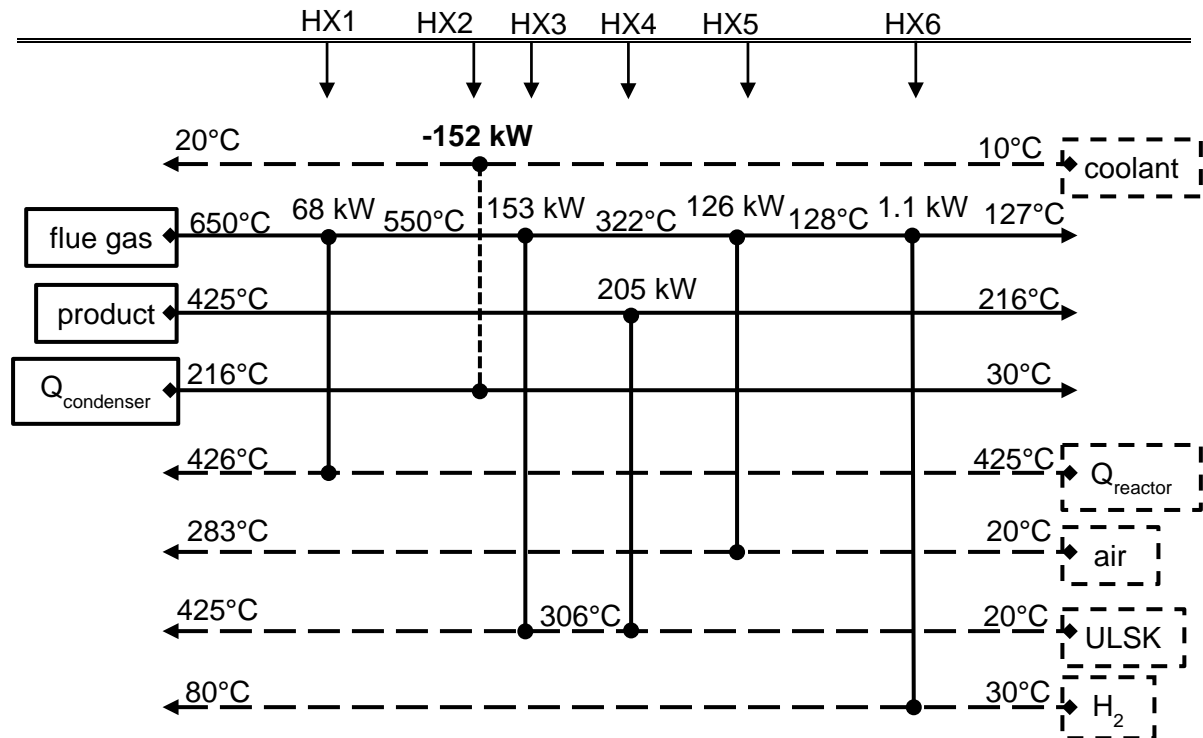 HX1 HX2 HX3 HX4 HX5 HX6
20°C -152 kW 10°C coolant
flue gas 650°C 68 kW 550°C 153 kW 322°C 126 kW 128°C 1.1 kW 127°C
product 425°C 205 kW 216°C
Qcondenser 216°C 30°C
426°C 425°C Qreactor
283°C 20°C air
425°C 306°C 20°C ULSK
80°C 30°C H2